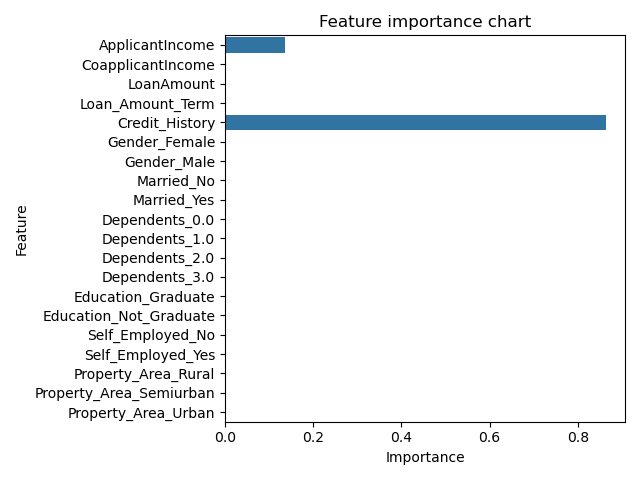 Feature importance chart
ApplicantIncome
CoapplicantIncome
LoanAmount
Loan_Amount_Term
Credit_History
Gender_Female
Gender_Male
Married_No
Married_Yes
Dependents_0.0
Dependents_1.0
Dependents_2.0
Dependents_3.0
Education_Graduate
Education_Not_Graduate
Self_Employed_No
Self_Employed_Yes
Property_Area_Rural
Property_Area_Semiurban
Property_Area_Urban
Feature
0.0 0.2 0.4 0.6 0.8
Importance